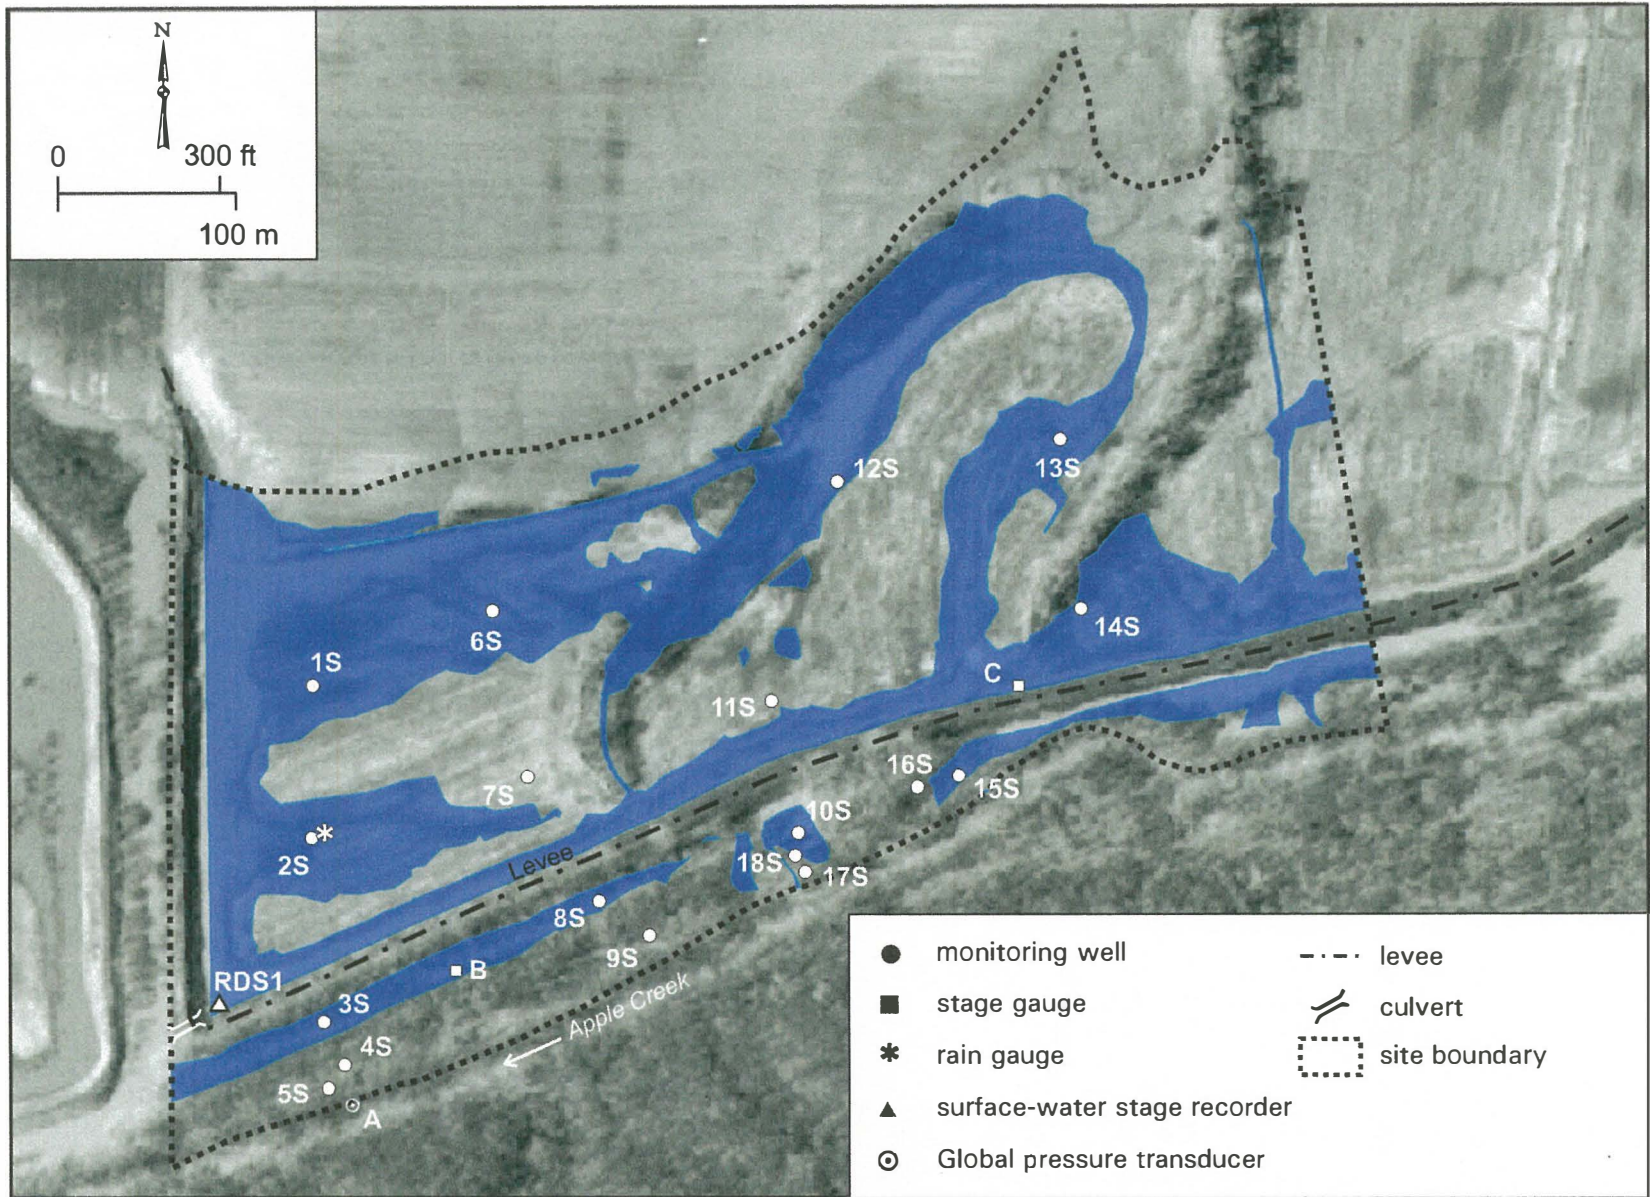 N
0 300 ft
100 m
12S
13S
6S
14S
1S
C
11S
16S
7S
15S
10S
2S
Levee
18S
17S
8S
9S
RDS1
B
3S
Apple Creek
4S
5S
A
monitoring well
stage gauge
rain gauge
surface-water stage recorder
Global pressure transducer
levee
culvert
site boundary